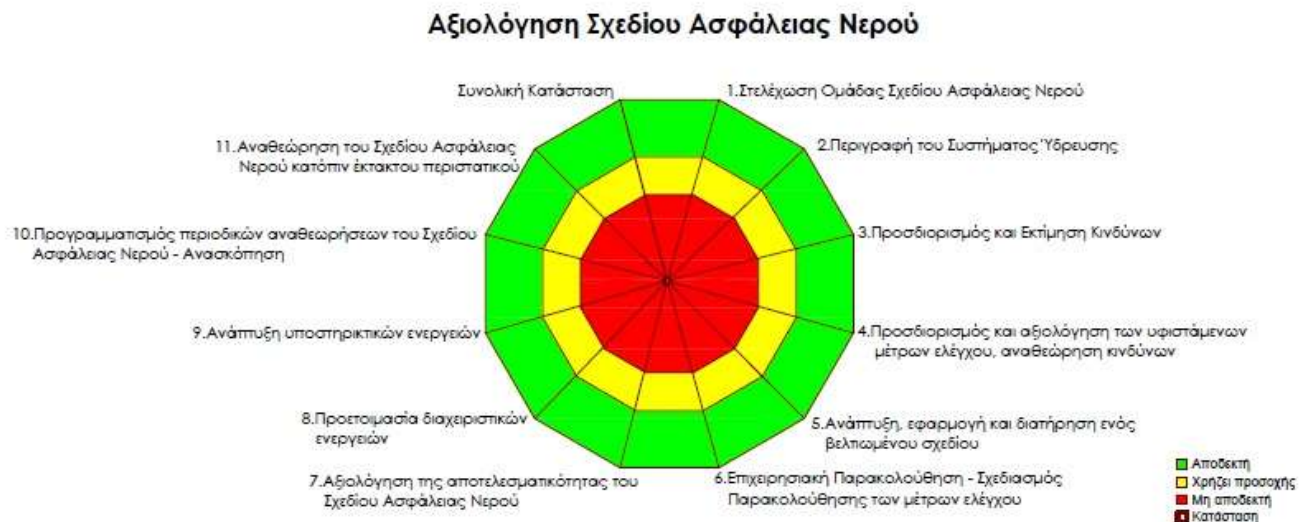 Αξιολόγηση Σχεδίου Ασφάλειας Νερού
Συνολική Κατάσταση
1.Στελέχωση Ομάδας Σχεδίου Ασφάλειας Νερού
2.Περιγραφή του Συστήματος Ύδρευσης
3.Προσδιορισμός και Εκτίμηση Κινδύνων
4.Προσδιορισμός και αξιολόγηση των υφιστάμενων
μέτρων ελέγχου, αναθεώρηση κινδύνων
5.Ανάπτυξη, εφαρμογή και διατήρηση ενός
βελτιωμένου σχεδίου
6.Επιχειρησιακή Παρακολούθηση - Σχεδιασμός
Παρακολούθησης των μέτρων ελέγχου
7.Αξιολόγηση της αποτελεσματικότητας του
Σχεδίου Ασφάλειας Νερού
8.Προετοιμασία διαχειριστικών
ενεργειών
9.Ανάπτυξη υποστηρικτικών ενεργειών
10.Προγραμματισμός περιοδικών αναθεωρήσεων του Σχεδίου
Ασφάλειας Νερού - Ανασκόπηση
11.Αναθεώρηση του Σχεδίου Ασφάλειας
Νερού κατόπιν έκτακτου περιστατικού
Αποδεκτή
Χρήζει προσοχής
Μη αποδεκτή
Κατάσταση